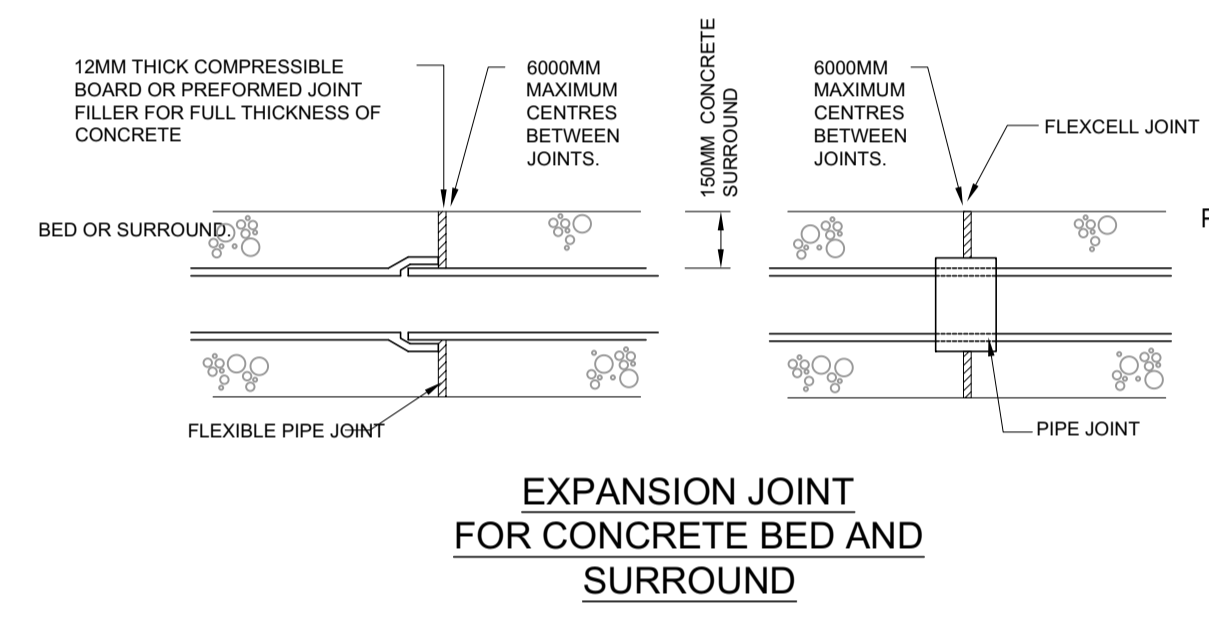 12MM THICK COMPRESSIBLE
BOARD OR PREFORMED JOINT
FILLER FOR FULL THICKNESS OF
CONCRETE
6000MM
MAXIMUM
CENTRES
BETWEEN
JOINTS.
150MM CONCRETE
SURROUND
6000MM
MAXIMUM
CENTRES
BETWEEN
JOINTS.
FLEXCELL JOINT
BED OR SURROUND.
FLEXIBLE PIPE JOINT
PIPE JOINT
EXPANSION JOINT
FOR CONCRETE BED AND
SURROUND